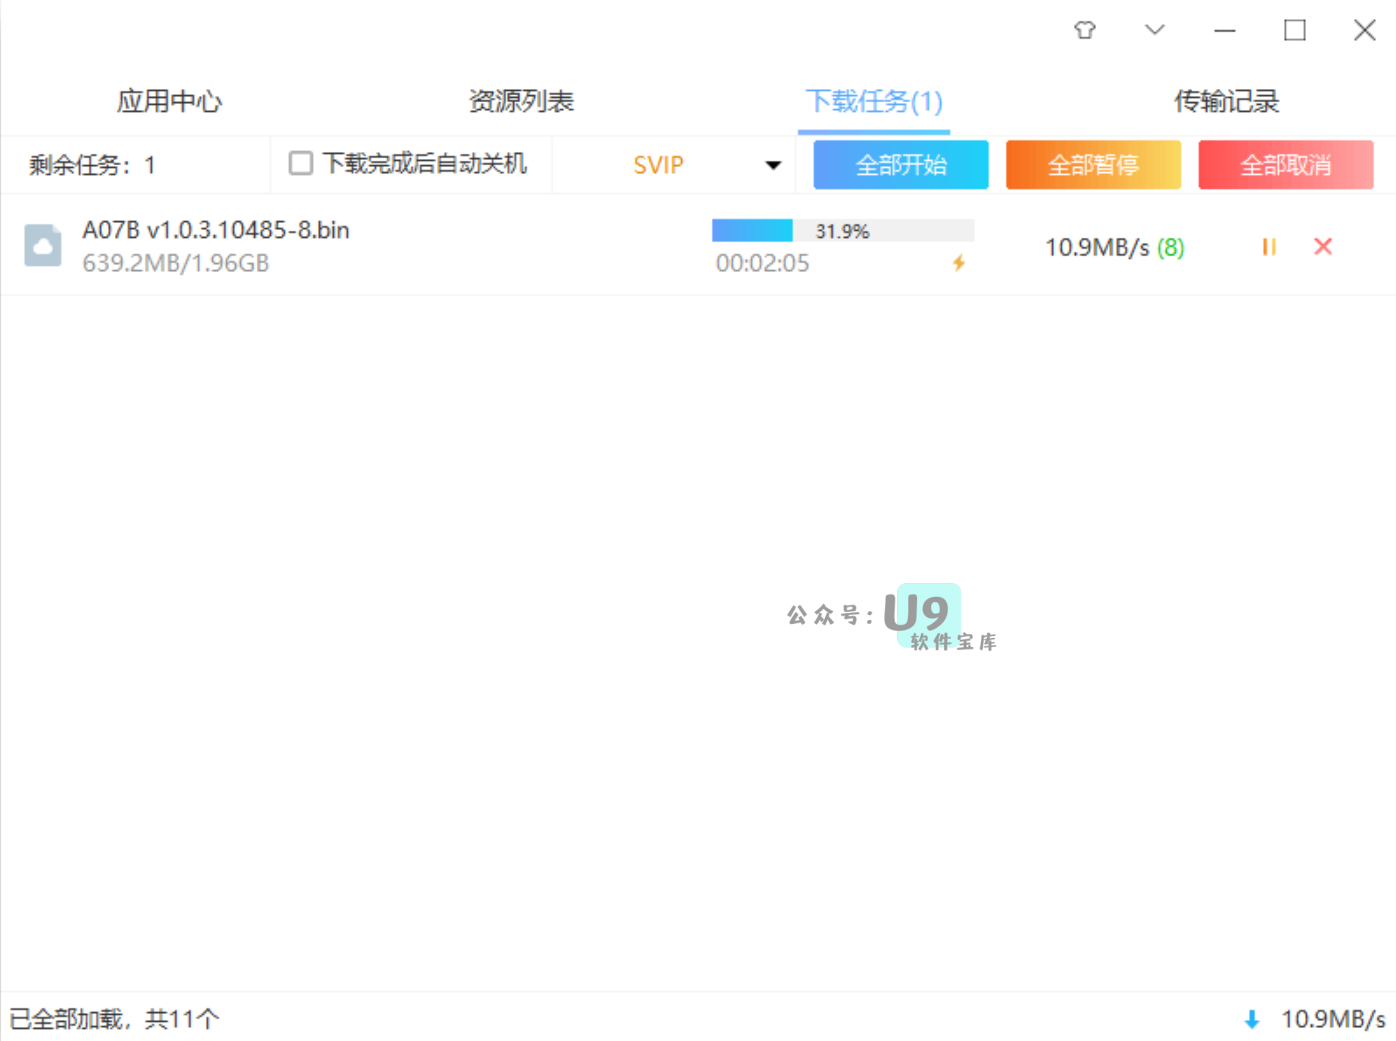 应用中心 资源列表 下载任务(1) 传输记录
剩余任务：1 下载完成后自动关机 SVIP 全部开始 全部暂停 全部取消
A07B v1.0.3.10485-8.bin 31.9%
10.9MB/s (8)
639.2MB/1.96GB 00:02:05
公众号：U9
软件宝库
已全部加载，共11个 10.9MB/s